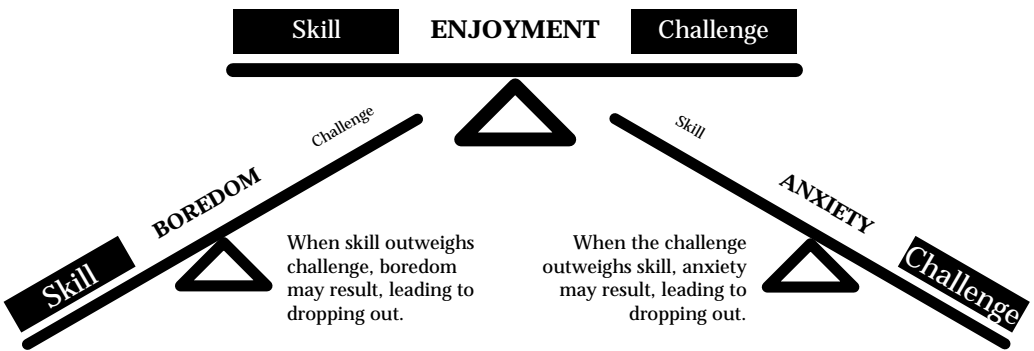 Skill ENJOYMENT Challenge
Challenge
BOREDOM
Skill
When skill outweighs
challenge, boredom
may result, leading to
dropping out.
Skill
ANXIETY
Challenge
When the challenge
outweighs skill, anxiety
may result, leading to
dropping out.